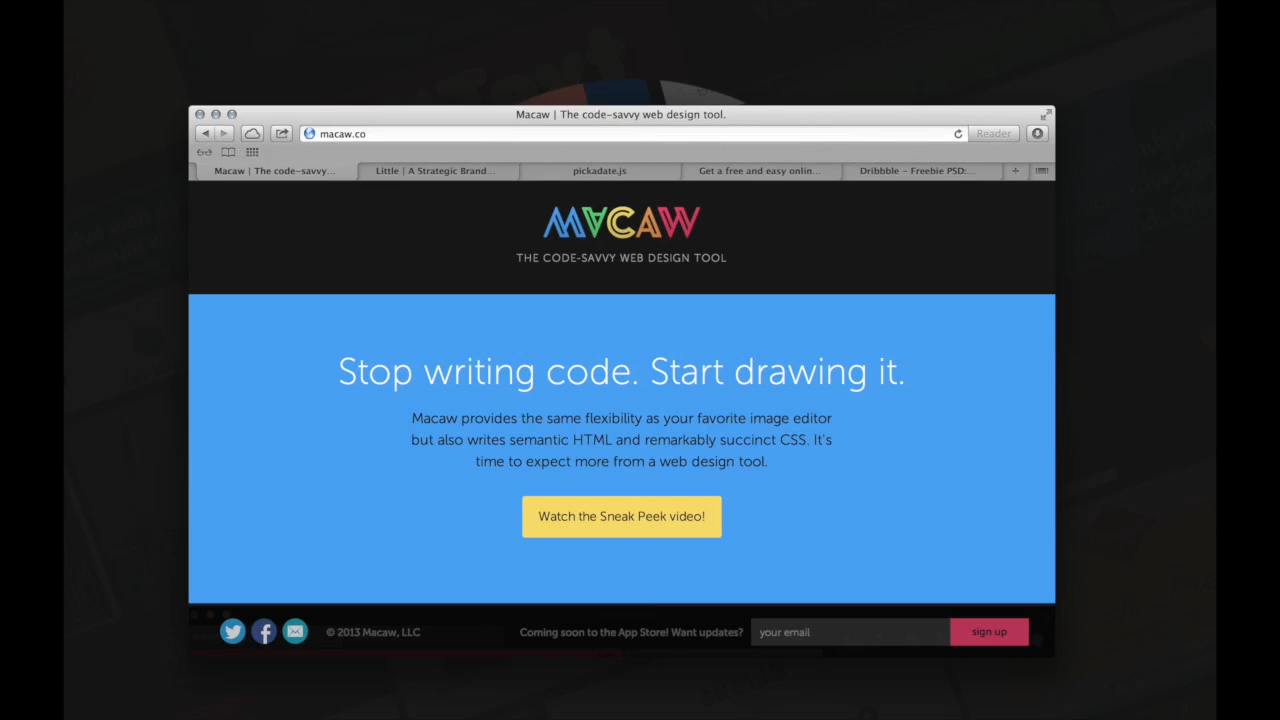 Macaw | The code-savvy web design tool.
macaw.co
Reader
Macaw | The code-savvy...
Little | A Strategic Brand...
pickadate.js
Get a free and easy onlin...
Dribbble - Freebie PSD:...
MACAW
THE CODE-SAVVY WEB DESIGN TOOL
Stop writing code. Start drawing it.
Macaw provides the same flexibility as your favorite image editor
but also writes semantic HTML and remarkably succinct CSS. It's
time to expect more from a web design tool.
Watch the Sneak Peek video!
© 2013 Macaw, LLC
Coming soon to the App Store! Want updates?
your email
sign up